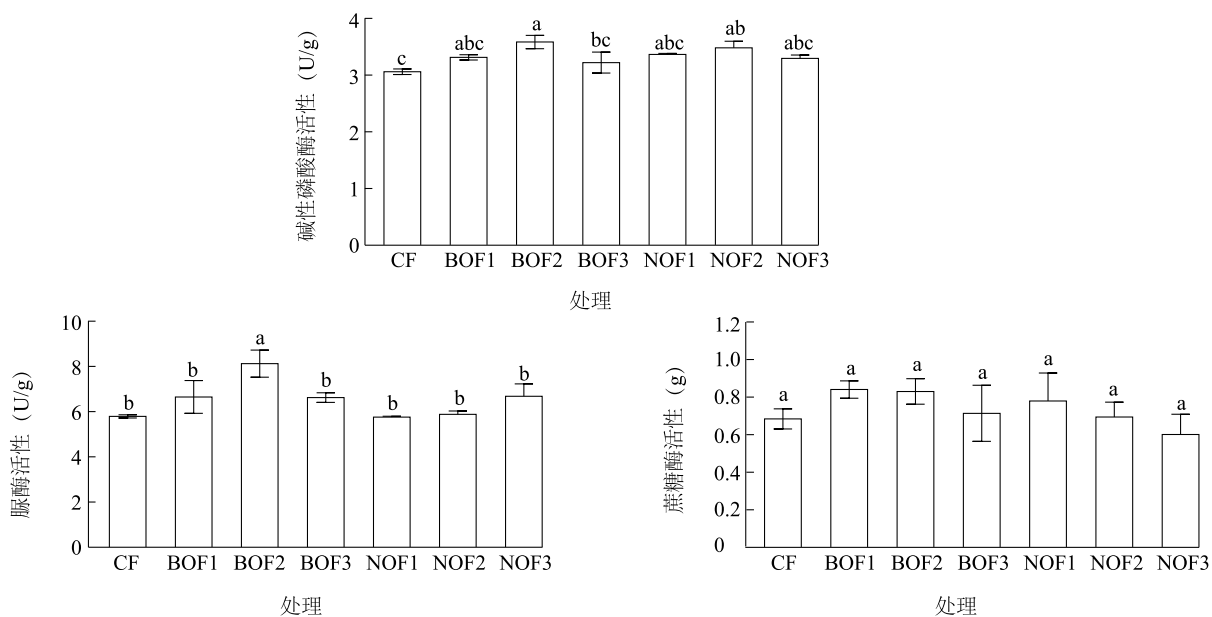 碱性磷酸酶活性（U/g）
4
3
2
1
0
c
abc
a
bc
abc
ab
abc
CF BOF1 BOF2 BOF3 NOF1 NOF2 NOF3
处理
脲酶活性（U/g）
10
8
6
4
2
0
b
b
a
b
b
b
b
CF BOF1 BOF2 BOF3 NOF1 NOF2 NOF3
处理
蔗糖酶活性（g）
1.2
1.0
0.8
0.6
0.4
0.2
0
a
a
a
a
a
a
a
CF BOF1 BOF2 BOF3 NOF1 NOF2 NOF3
处理